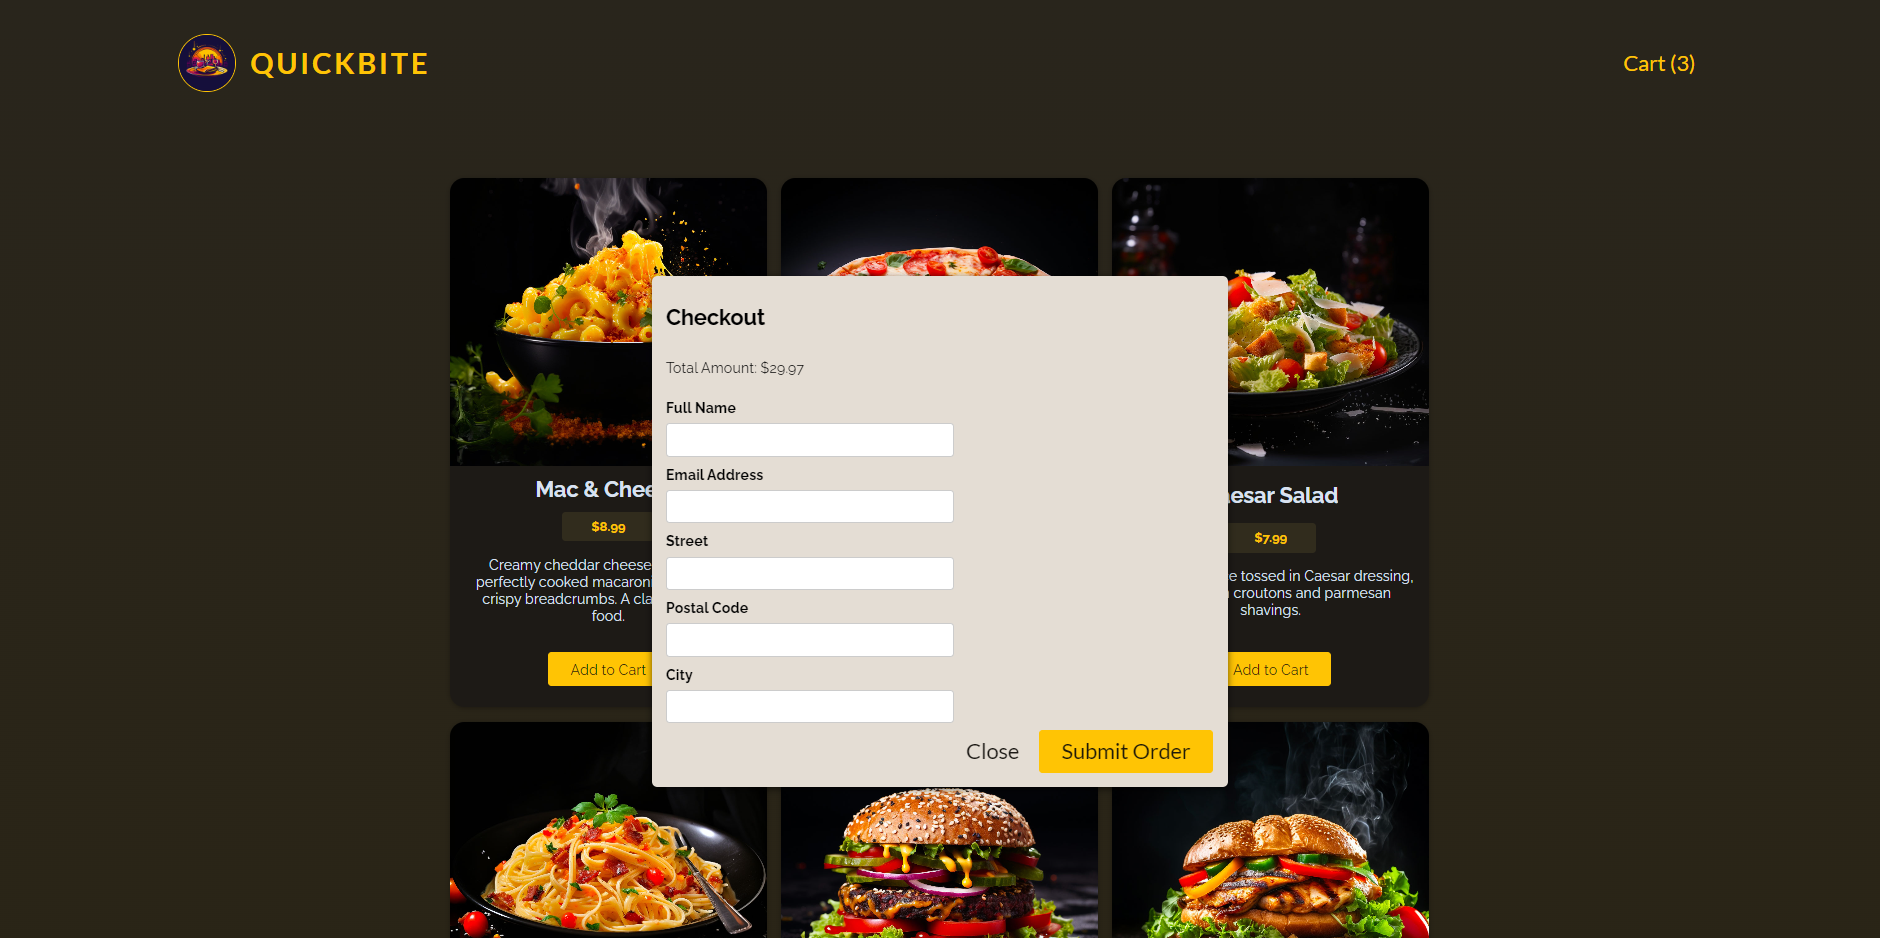 QUICKBITE
Cart (3)
Checkout
Total Amount: $29.97
Full Name
Email Address
Street
Postal Code
City
Close
Submit Order
Mac & Chee
$8.99
Creamy cheddar cheese
perfectly cooked macaroni
crispy breadcrumbs. A cla
food.
Add to Cart
esar Salad
$7.99
e tossed in Caesar dressing,
croutons and parmesan
shavings.
Add to Cart